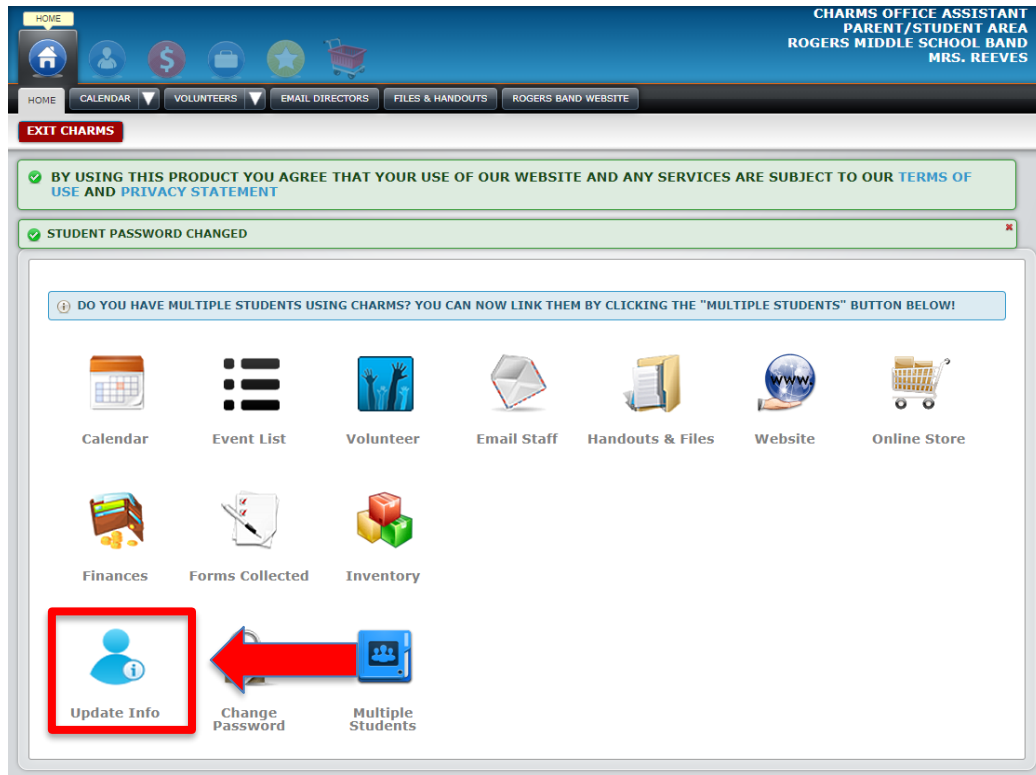 HOME
CHARMS OFFICE ASSISTANT
PARENT/STUDENT AREA
ROGERS MIDDLE SCHOOL BAND
MRS. REEVES
HOME
CALENDAR
VOLUNTEERS
EMAIL DIRECTORS
FILES & HANDOUTS
ROGERS BAND WEBSITE
EXIT CHARMS
BY USING THIS PRODUCT YOU AGREE THAT YOUR USE OF OUR WEBSITE AND ANY SERVICES ARE SUBJECT TO OUR TERMS OF
USE AND PRIVACY STATEMENT
STUDENT PASSWORD CHANGED
DO YOU HAVE MULTIPLE STUDENTS USING CHARMS? YOU CAN NOW LINK THEM BY CLICKING THE "MULTIPLE STUDENTS" BUTTON BELOW!
www.
Calendar
Event List
Volunteer
Email Staff
Handouts & Files
Website
Online Store
Finances
Forms Collected
Inventory
Update Info
Change
Password
Multiple
Students